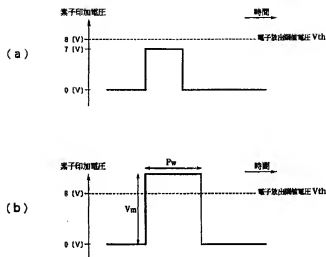 素子印加電圧
時間
8 [V]
電子放出閾値電圧 Vth
7 [V]
(a)
0 [V]
素子印加電圧
Pw
時間
8 [V]
電子放出閾値電圧 Vth
(b)
Vm
0 [V]